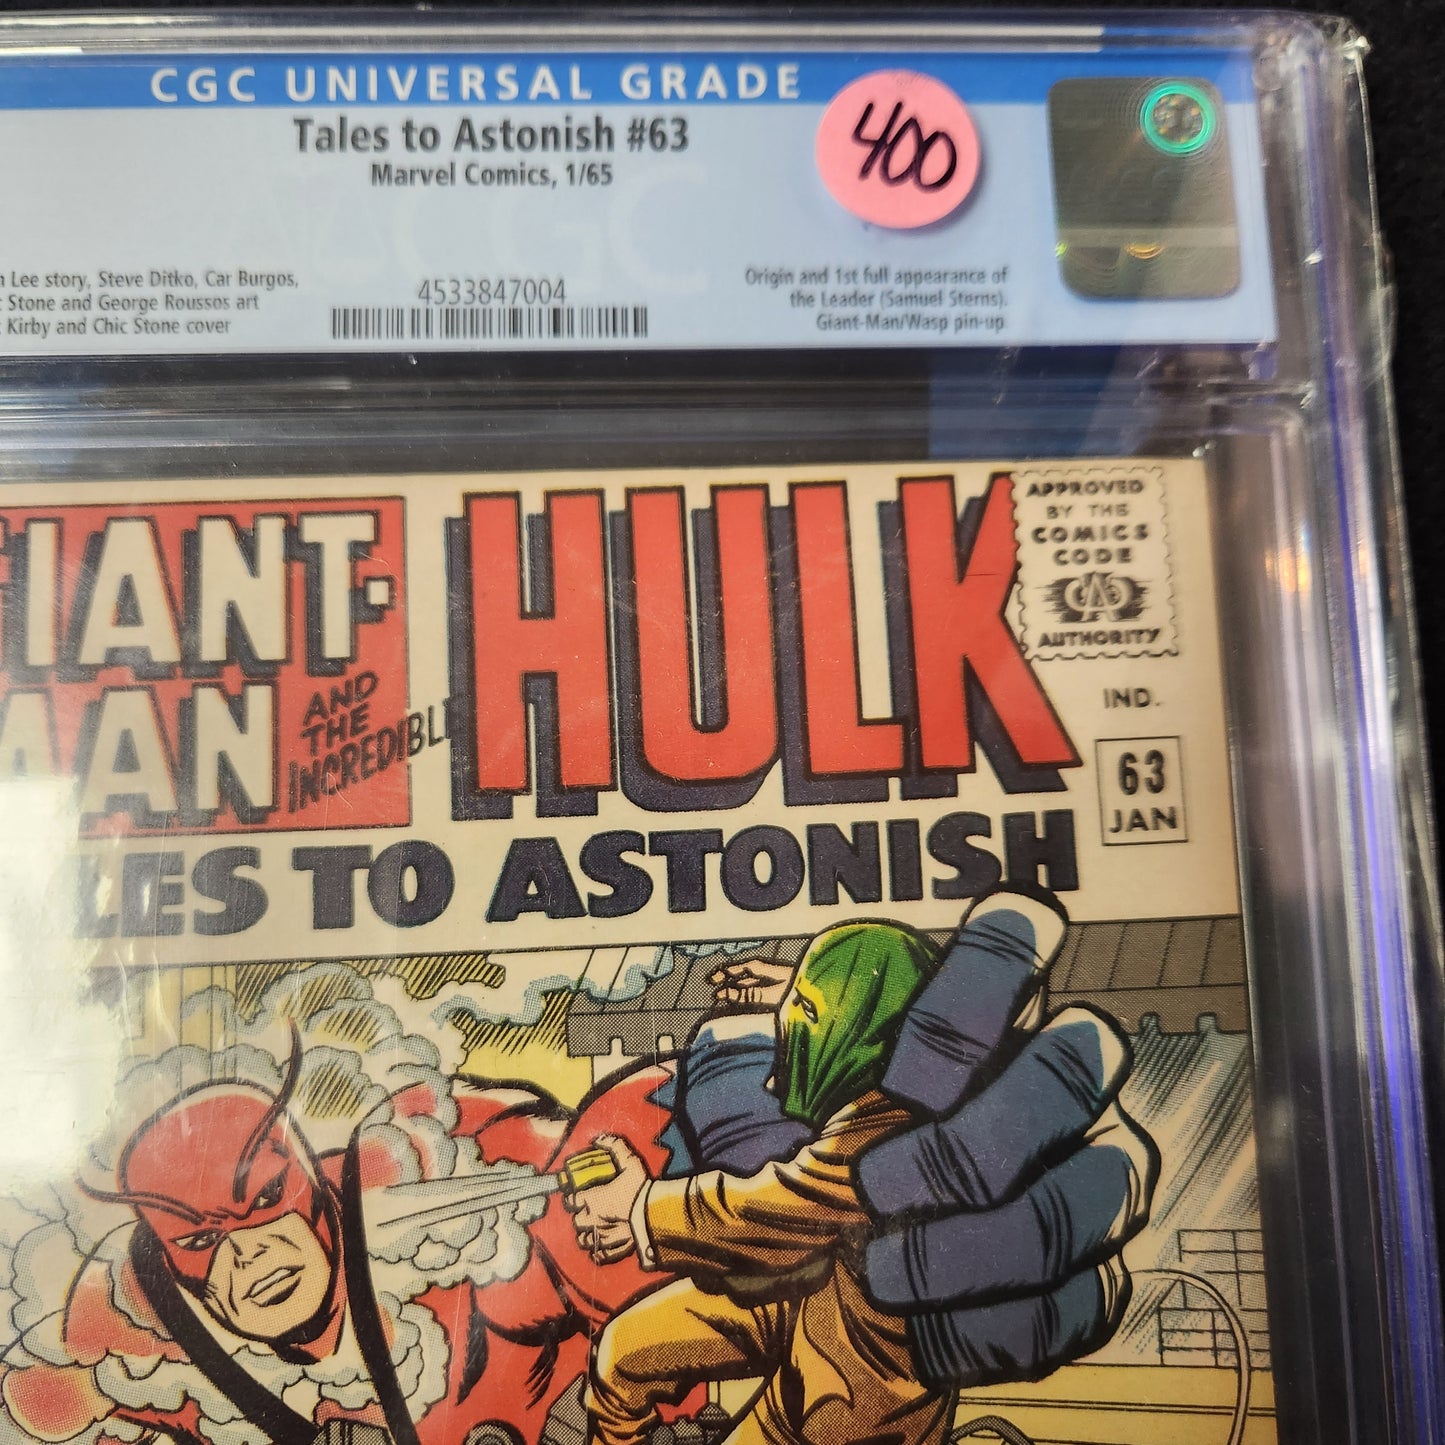 CGC UNIVERSAL GRADE
Tales to Astonish #63
Marvel Comics, 1/65
400
Lee story, Steve Ditko, Car Burgos,
Stone and George Roussos art
Kirby and Chic Stone cover
4533847004
Origin and 1st full appearance of
the Leader (Samuel Sterns).
Giant-Man/Wasp pin-up.
IANT-
AN
AND
THE
INCREDIBLE
HULK
APPROVED
BY THE
COMICS
CODE
CAC
AUTHORITY
IND.
63
JAN
LES TO ASTONISH